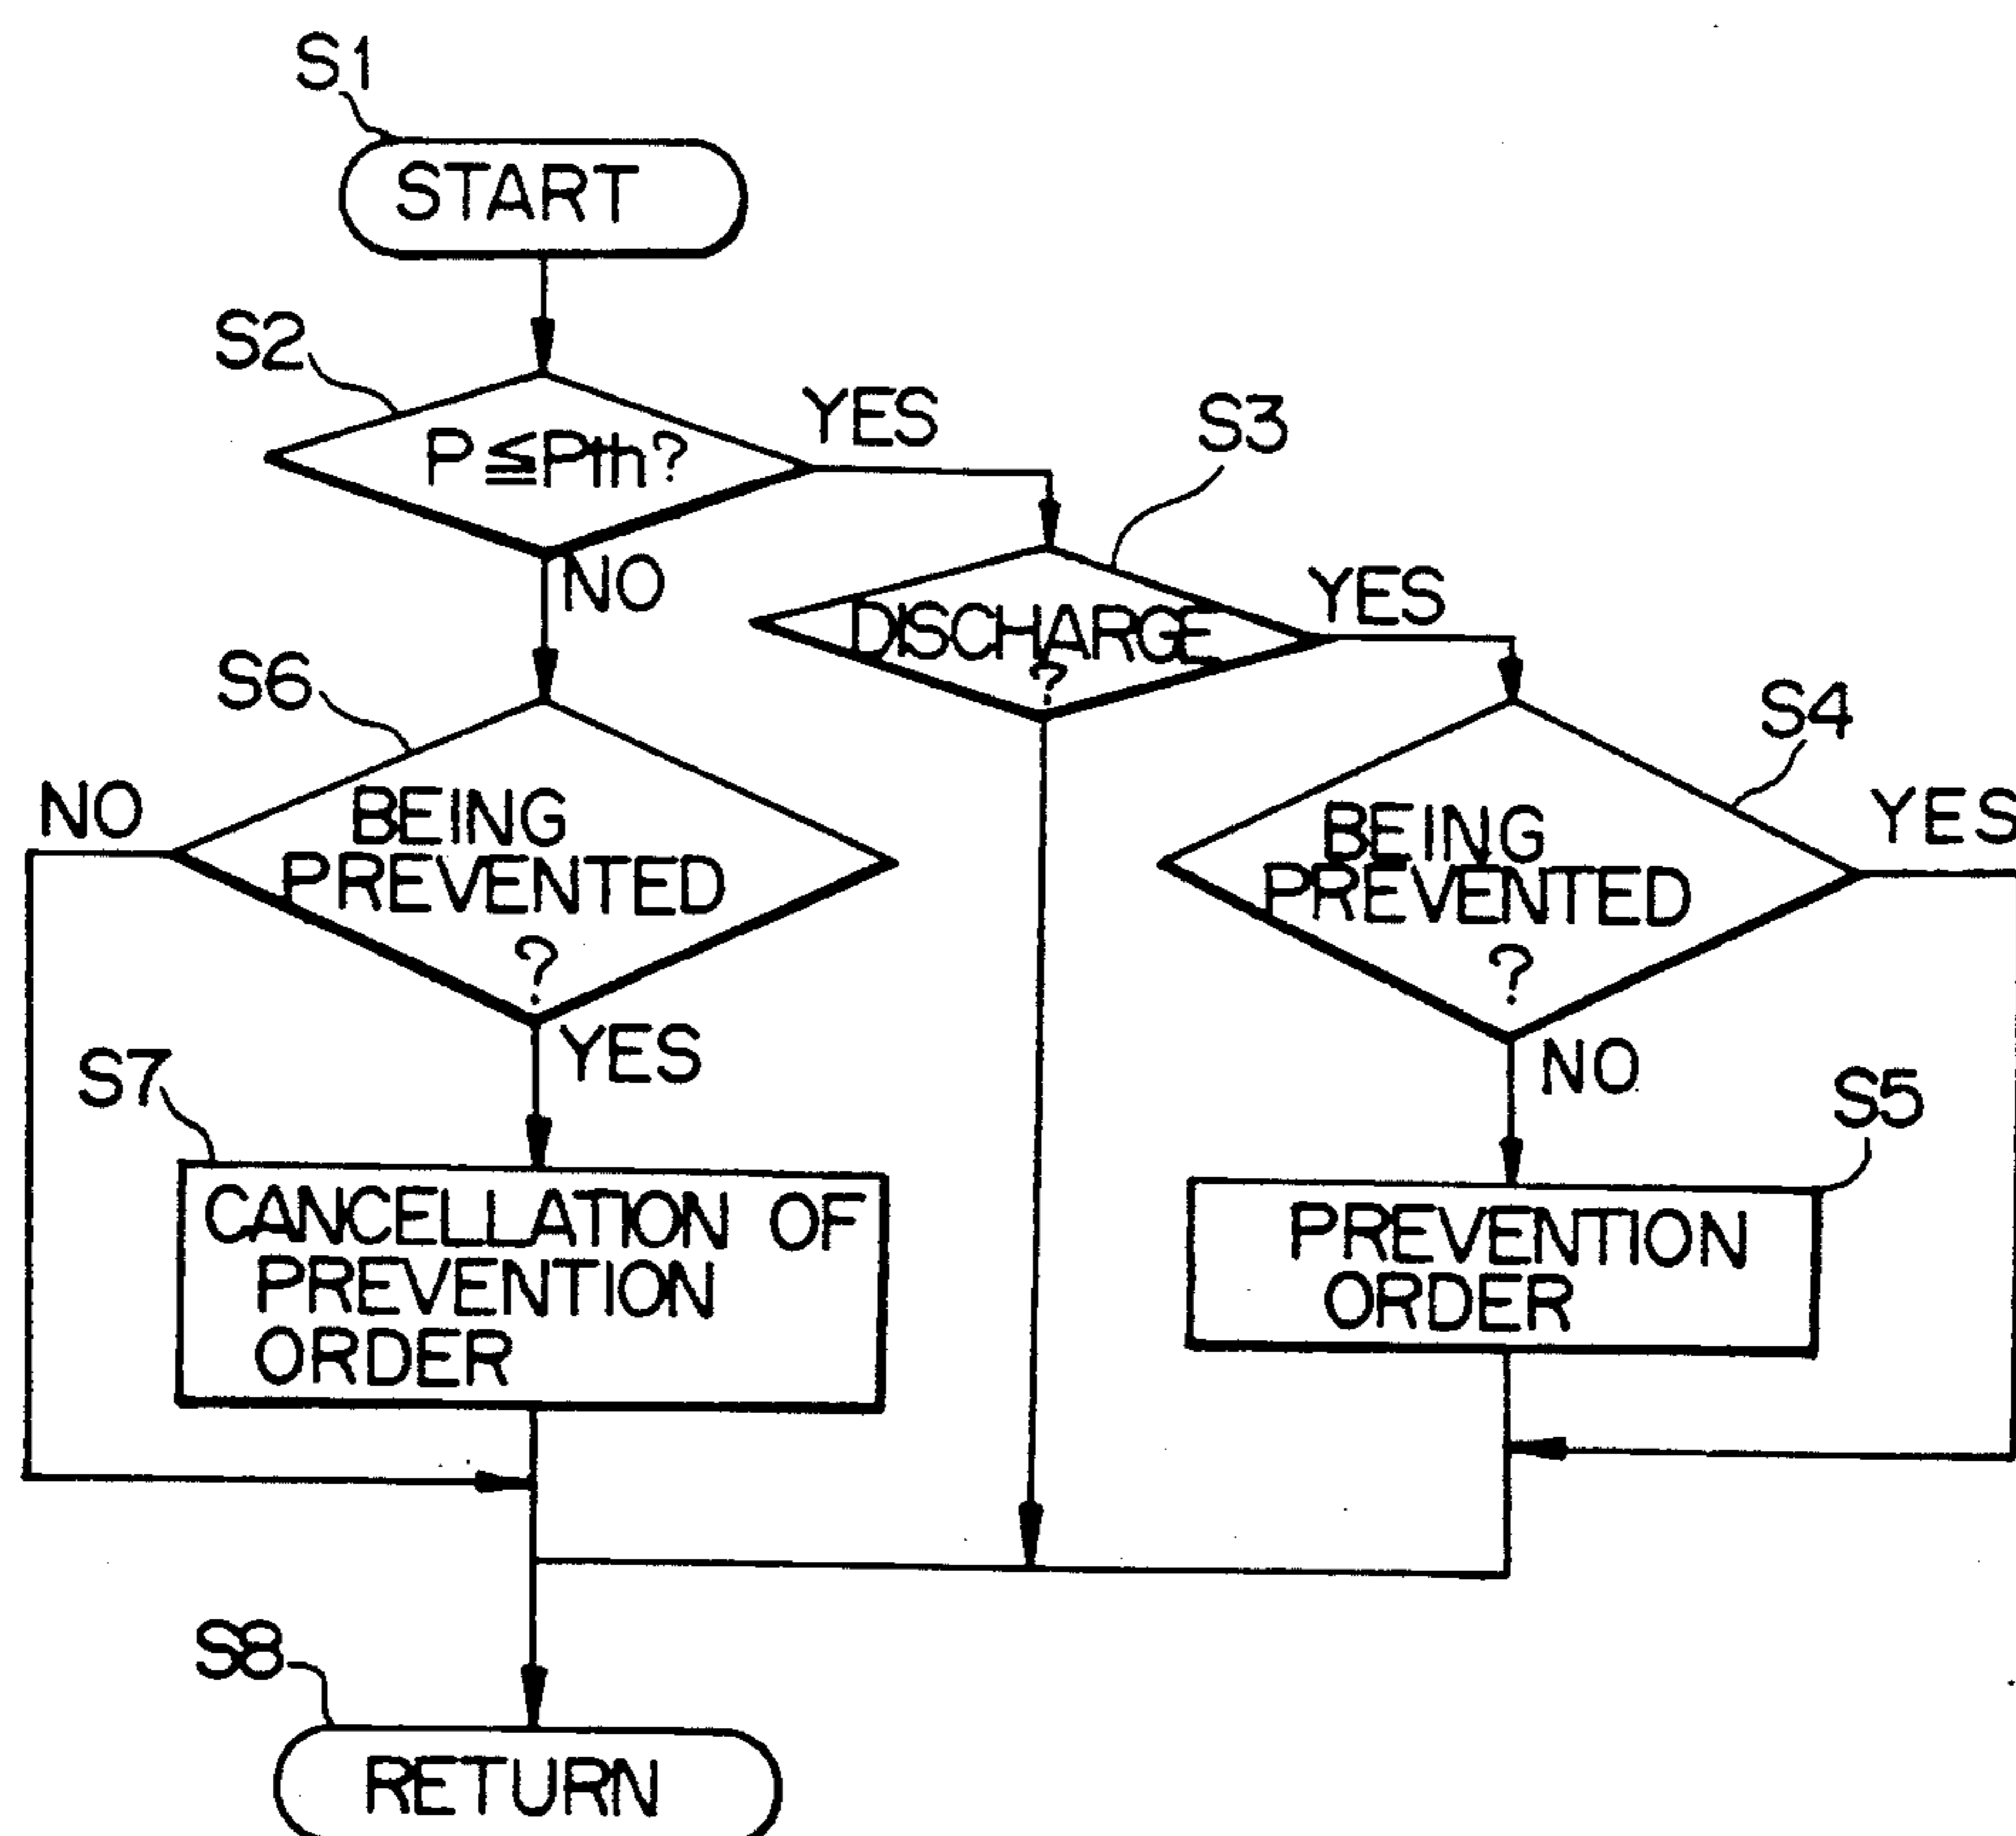 S1
START
S2
P≦Pth?
YES
S3
NO
DISCHARGE
?
YES
S6
S4
NO
BEING
PREVENTED
?
BEING
PREVENTED
?
YES
YES
NO
S7
S5
CANCELLATION OF
PREVENTION
ORDER
PREVENTION
ORDER
S8
RETURN